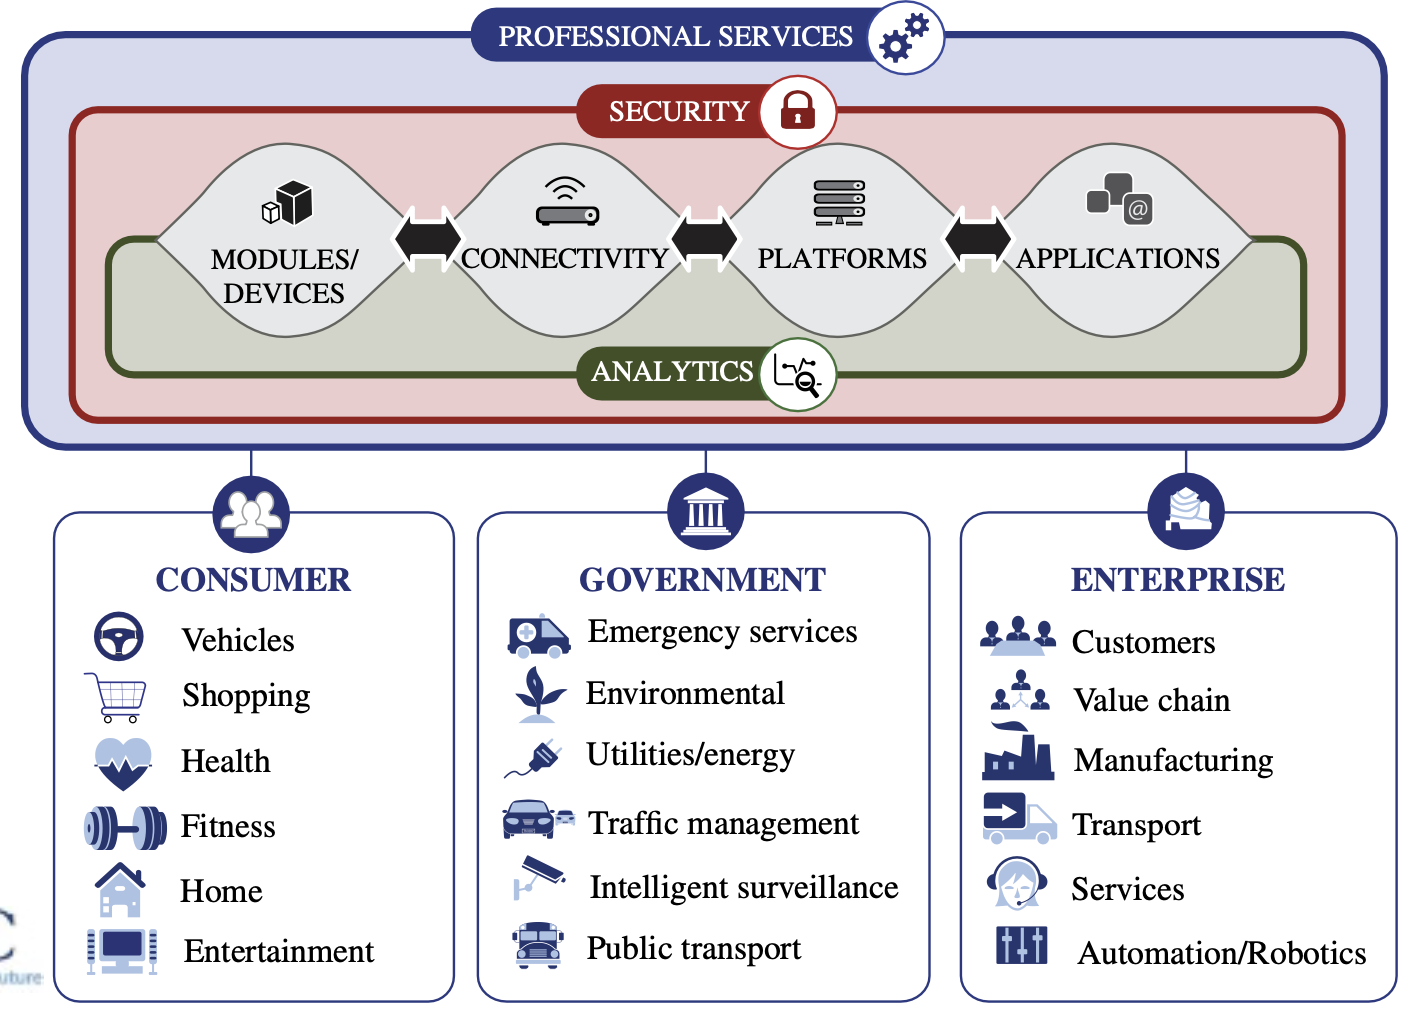 PROFESSIONAL SERVICES
SECURITY
MODULES/
DEVICES
CONNECTIVITY
PLATFORMS
APPLICATIONS
@
ANALYTICS
CONSUMER
Vehicles
Shopping
Health
Fitness
Home
Entertainment
GOVERNMENT
Emergency services
Environmental
Utilities/energy
Traffic management
Intelligent surveillance
Public transport
ENTERPRISE
Customers
Value chain
Manufacturing
Transport
Services
Automation/Robotics